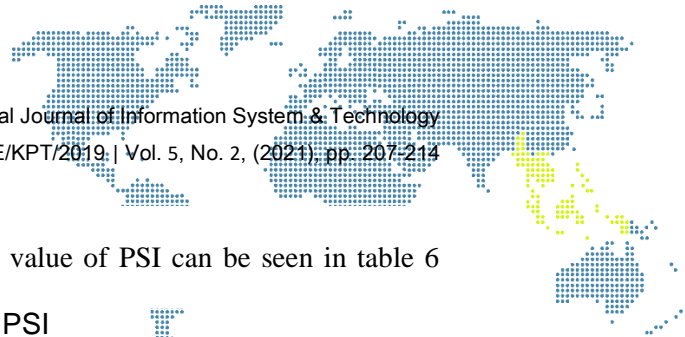 al Journal of Information System & Technology
E/KPT/2019 | Vol. 5, No. 2, (2021), pp. 207-214
value of PSI can be seen in table 6
PSI